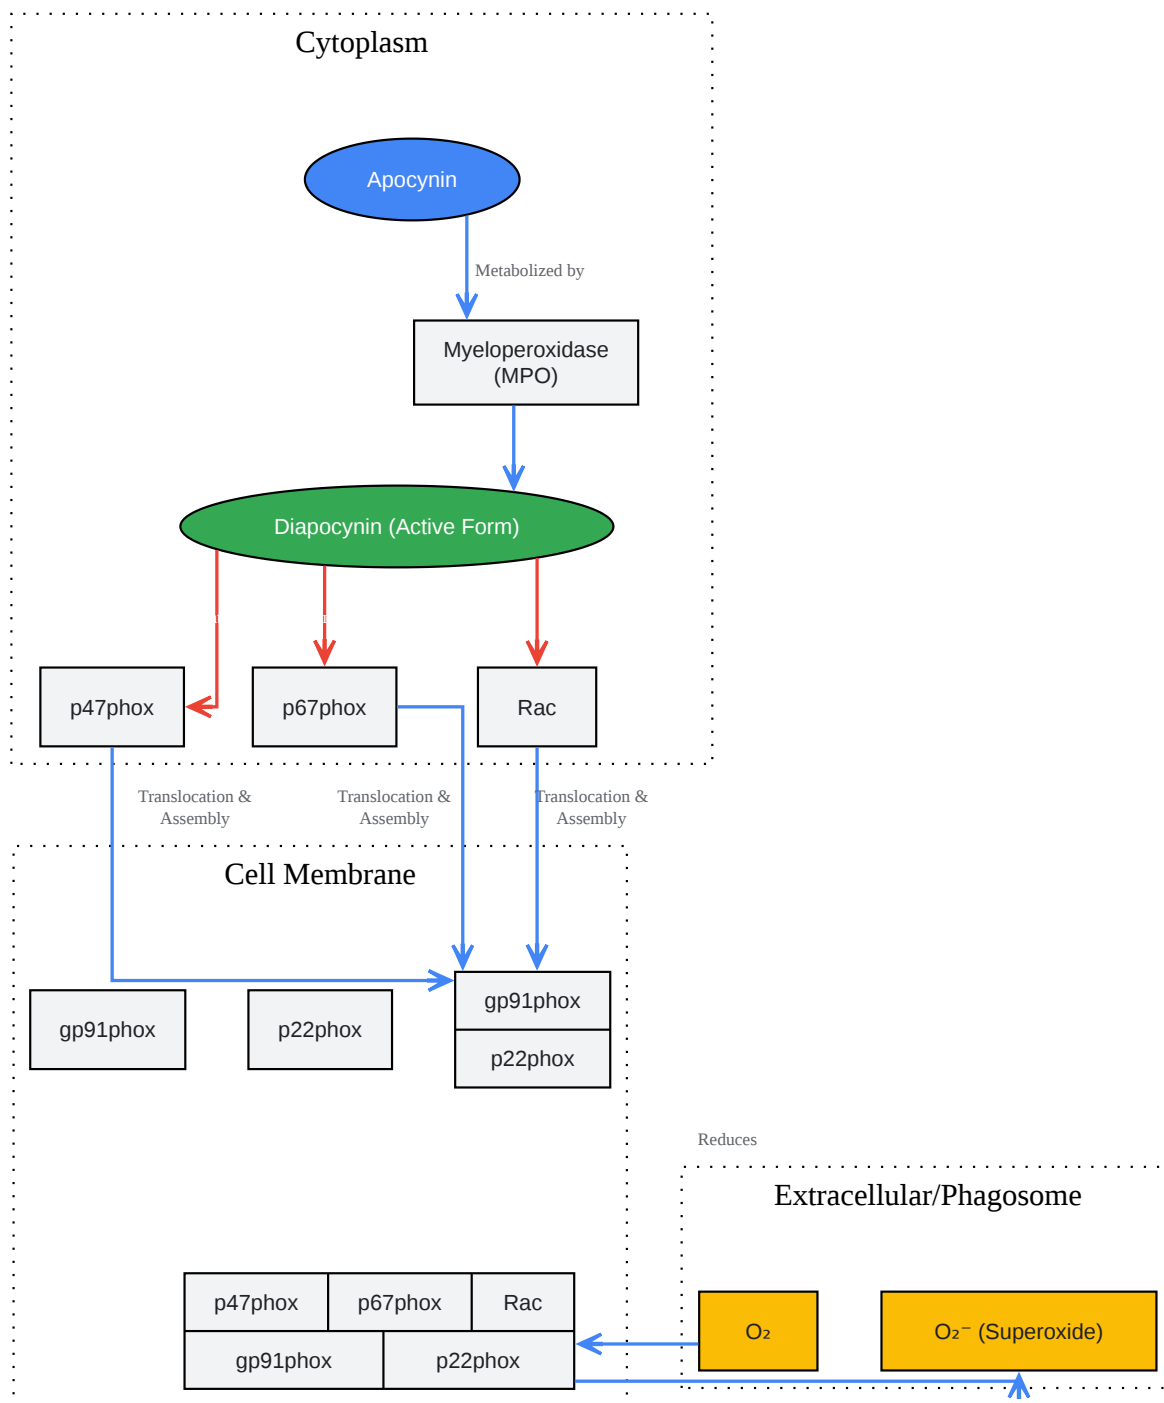 Cytoplasm
Apocynin
Metabolized by
Myeloperoxidase
(MPO)
Diapocynin (Active Form)
p47phox
p67phox
Rac
Translocation &
Assembly
Translocation &
Assembly
Translocation &
Assembly
Cell Membrane
gp91phox
p22phox
gp91phox
p22phox
Reduces
Extracellular/Phagosome
p47phox
p67phox
Rac
gp91phox
p22phox
O₂
O₂⁻ (Superoxide)